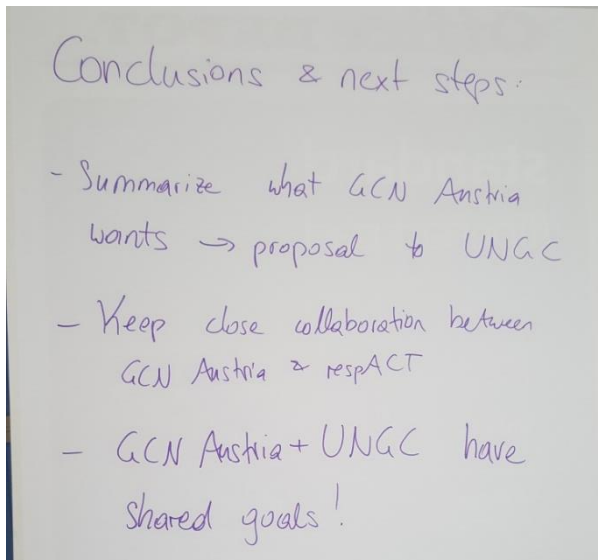 Conclusions & next steps:
- Summarize what GCN Austria
wants → proposal to UNGC
- Keep close collaboration between
GCN Austria & respACT
- GCN Austria + UNGC have
shared goals!